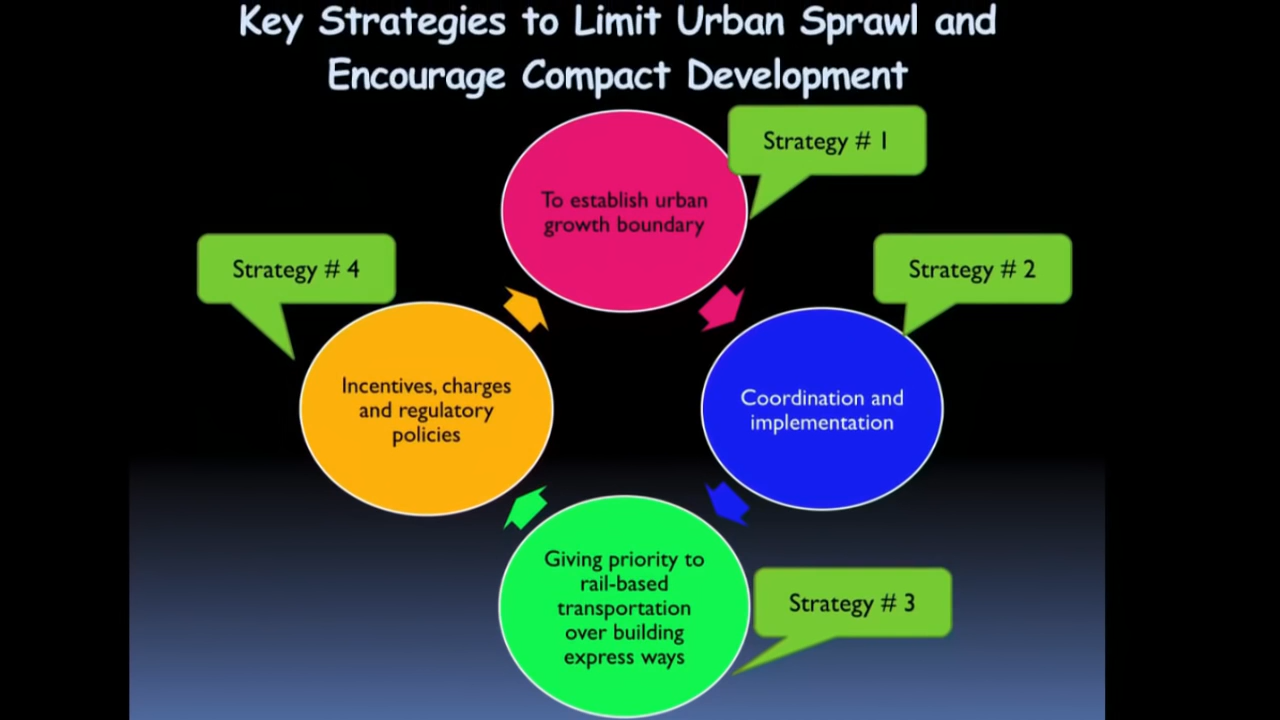 Key Strategies to Limit Urban Sprawl and
Encourage Compact Development
Strategy # 1
To establish urban
growth boundary
Strategy # 2
Coordination and
implementation
Strategy # 3
Giving priority to
rail-based
transportation
over building
express ways
Strategy # 4
Incentives, charges
and regulatory
policies